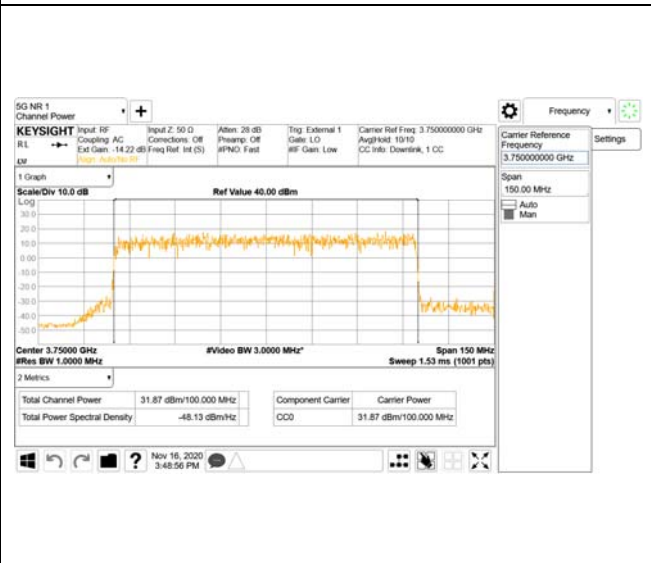 5G NR 1
Channel Power
Frequency
KEYSIGHT
RL
Input: RF
Coupling: AC
Ext Gain: -14.22 dB
Align: Auto/No RF
Input Z: 50 Ω
Corrections: Off
Freq Ref: Int (S)
Atten: 28 dB
Preamp: Off
#PNO: Fast
Trig: External 1
Gate: LO
#IF Gain: Low
Carrier Ref Freq: 3.750000000 GHz
Avg|Hold: 10/10
CC Info: Downlink, 1 CC
Carrier Reference
Frequency
3.750000000 GHz
Settings
Span
150.00 MHz
Auto
Man
1 Graph
Scale/Div 10.0 dB
Ref Value 40.00 dBm
Log
30.0
20.0
10.0
0.00
-10.0
-20.0
-30.0
-40.0
-50.0
Center 3.75000 GHz
#Video BW 3.0000 MHz*
Span 150 MHz
#Res BW 1.0000 MHz
Sweep 1.53 ms (1001 pts)
2 Metrics
Total Channel Power 31.87 dBm/100.000 MHz
Total Power Spectral Density -48.13 dBm/Hz
Component Carrier Carrier Power
CC0 31.87 dBm/100.000 MHz
?
Nov 16, 2020
3:48:56 PM